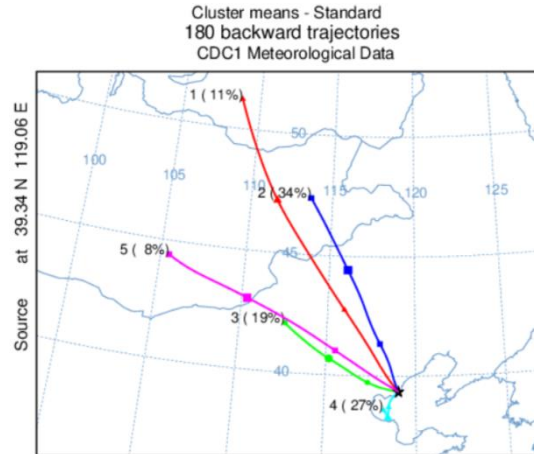 Cluster means - Standard
180 backward trajectories
CDC1 Meteorological Data
Source at 39.34 N 119.06 E
1 ( 11%)
50
100
105
110
2 ( 34%)
115
120
125
45
5 ( 8%)
3 ( 19%)
40
4 ( 27%)